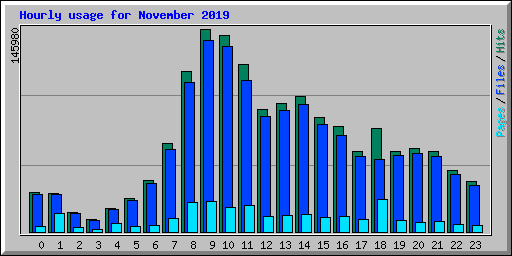 Hourly usage for November 2019
145980
Pages / Files / Hits
0 1 2 3 4 5 6 7 8 9 10 11 12 13 14 15 16 17 18 19 20 21 22 23